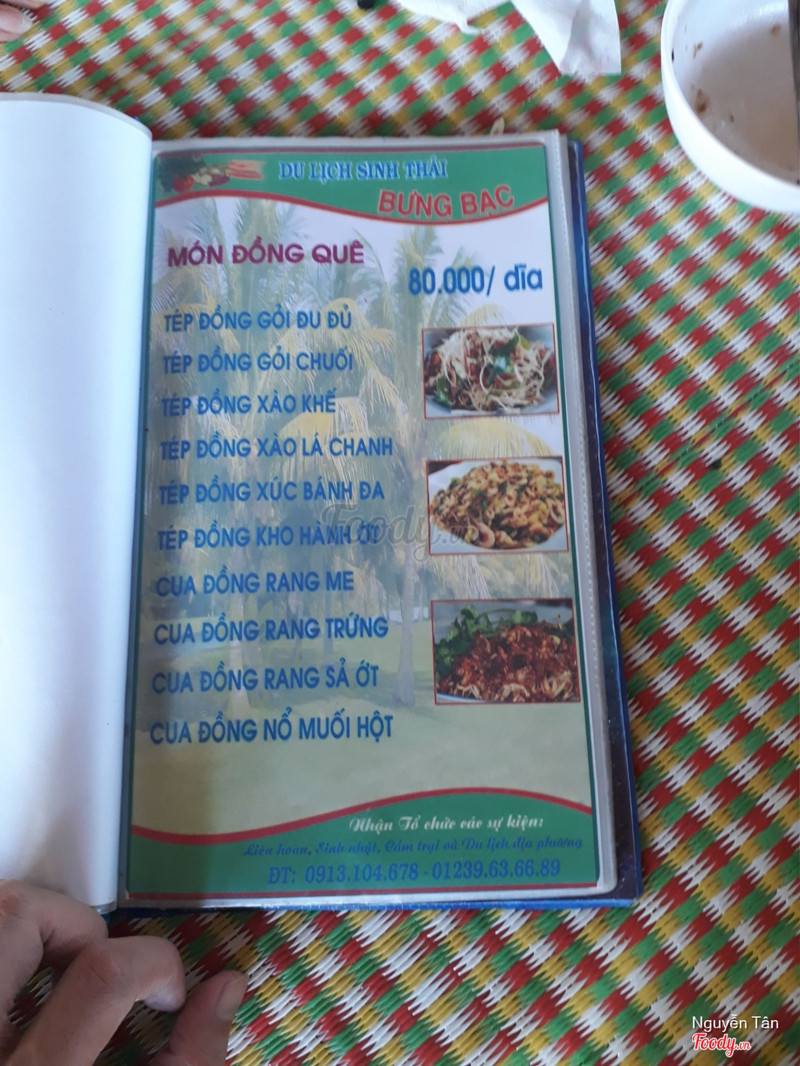 DU LỊCH SINH THÁI
BƯNG BẠC
MÓN ĐỒNG QUÊ
80.000/ dĩa
TÉP ĐỒNG GỎI ĐU ĐỦ
TÉP ĐỒNG GỎI CHUỐI
TÉP ĐỒNG XÀO KHẾ
TÉP ĐỒNG XÀO LÁ CHANH
TÉP ĐỒNG XÚC BÁNH ĐA
TÉP ĐỒNG KHO HÀNH ỚT
CUA ĐỒNG RANG ME
CUA ĐỒNG RANG TRỨNG
CUA ĐỒNG RANG SẢ ỚT
CUA ĐỒNG NỔ MUỐI HỘT
Foody.vn
Nhận Tổ chức các sự kiện:
Liên hoan, Sinh nhật, Cắm trại và Du lịch địa phương
ĐT: 0913.104.678 - 01239.63.66.89
Nguyễn Tân
Foody.vn